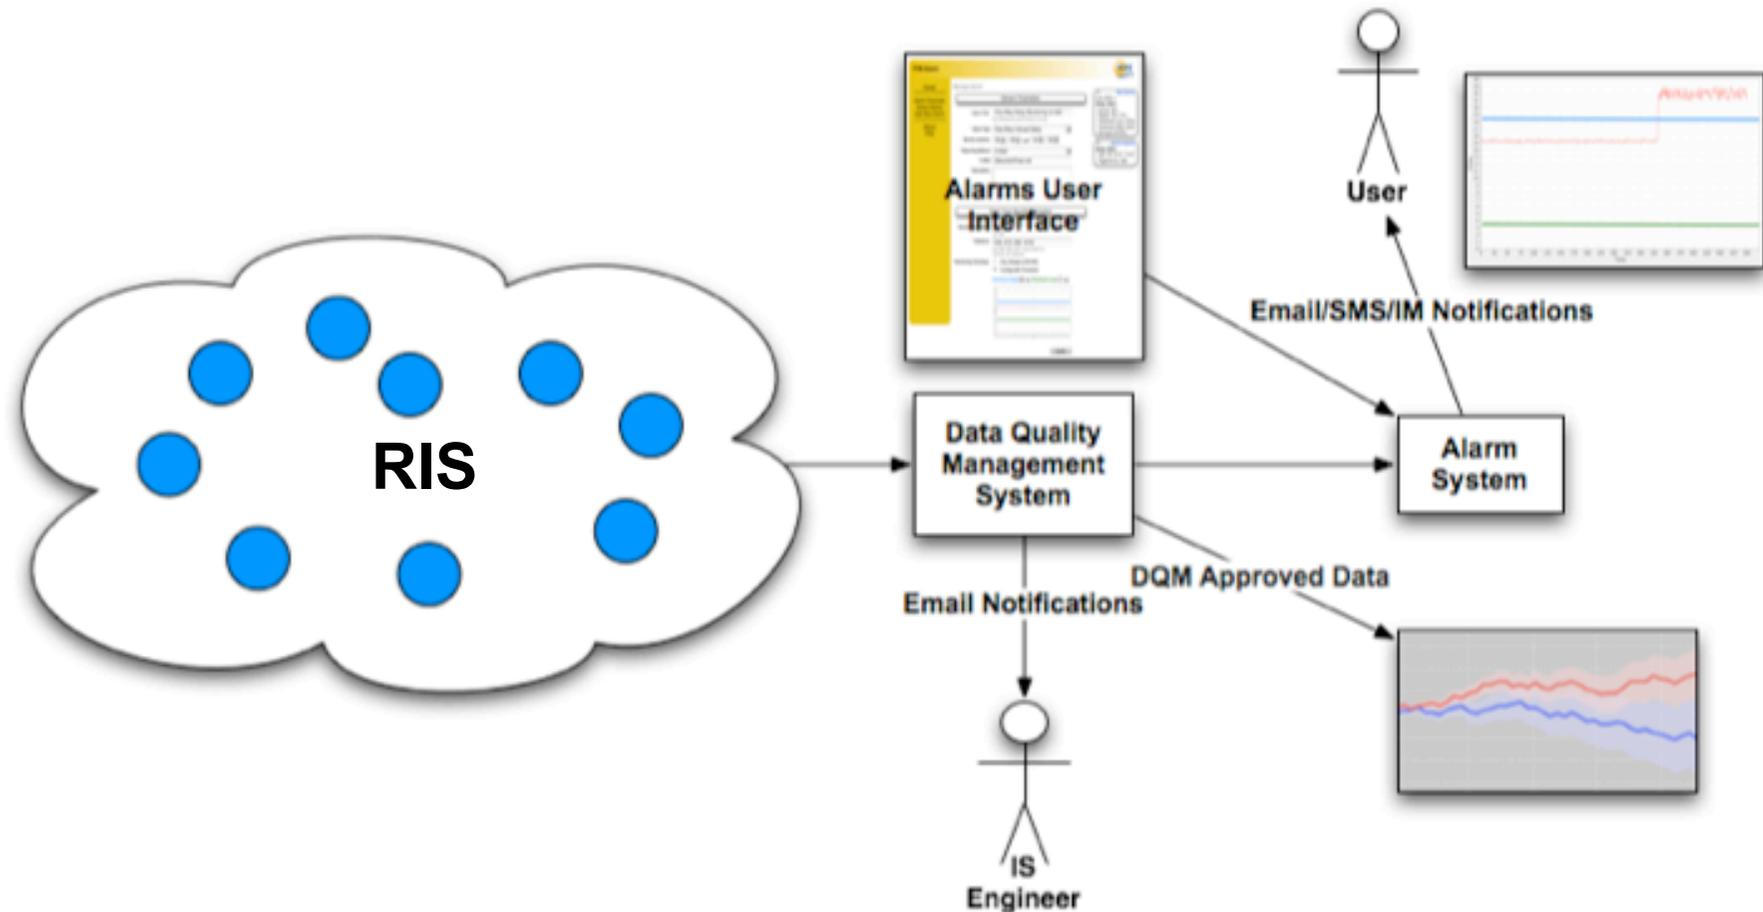 RIS
Alarms User
Interface
User
Email/SMS/IM Notifications
Data Quality
Management
System
Alarm
System
DQM Approved Data
Email Notifications
IS
Engineer